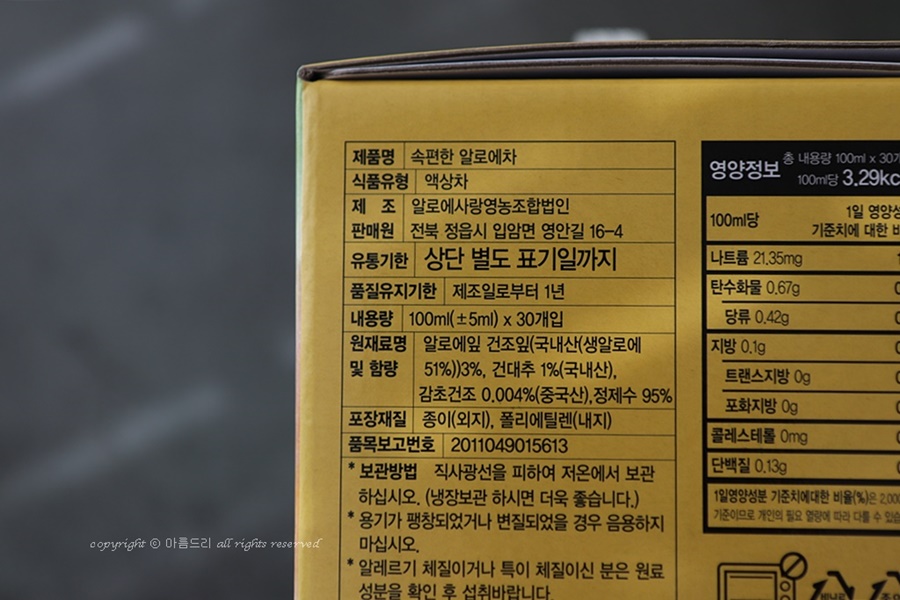 제품명 속편한 알로에차
식품유형 액상차
제 조 알로에사랑영농조합법인
판매원 전북 정읍시 입암면 영안길 16-4
유통기한 상단 별도 표기일까지
품질유지기한 제조일로부터 1년
내용량 100ml(±5ml) x 30개입
원재료명 알로에잎 건조잎(국내산(생알로에
및 함량 51%))3%, 건대추 1%(국내산),
감초건조 0.004%(중국산),정제수 95%
포장재질 종이(외지), 폴리에틸렌(내지)
품목보고번호 2011049015613
* 보관방법 직사광선을 피하여 저온에서 보관
하십시오. (냉장보관 하시면 더욱 좋습니다.)
* 용기가 팽창되었거나 변질되었을 경우 음용하지
마십시오.
* 알레르기 체질이거나 특이 체질이신 분은 원료
성분을 확인 후 섭취바랍니다.
영양정보 총 내용량 100ml x 30개
100ml당 3.29kc
100ml당 1일 영양성
기준치에 대한 비
나트륨 21.35mg
탄수화물 0.67g
당류 0.42g
지방 0.1g
트랜스지방 0g
포화지방 0g
콜레스테롤 0mg
단백질 0.13g
1일영양성분 기준치에대한 비율(%)은 2,000
기준이므로 개인의 필요 열량에 따라 다를 수 있습
copyright ⓒ 아름드리 all rights reserved